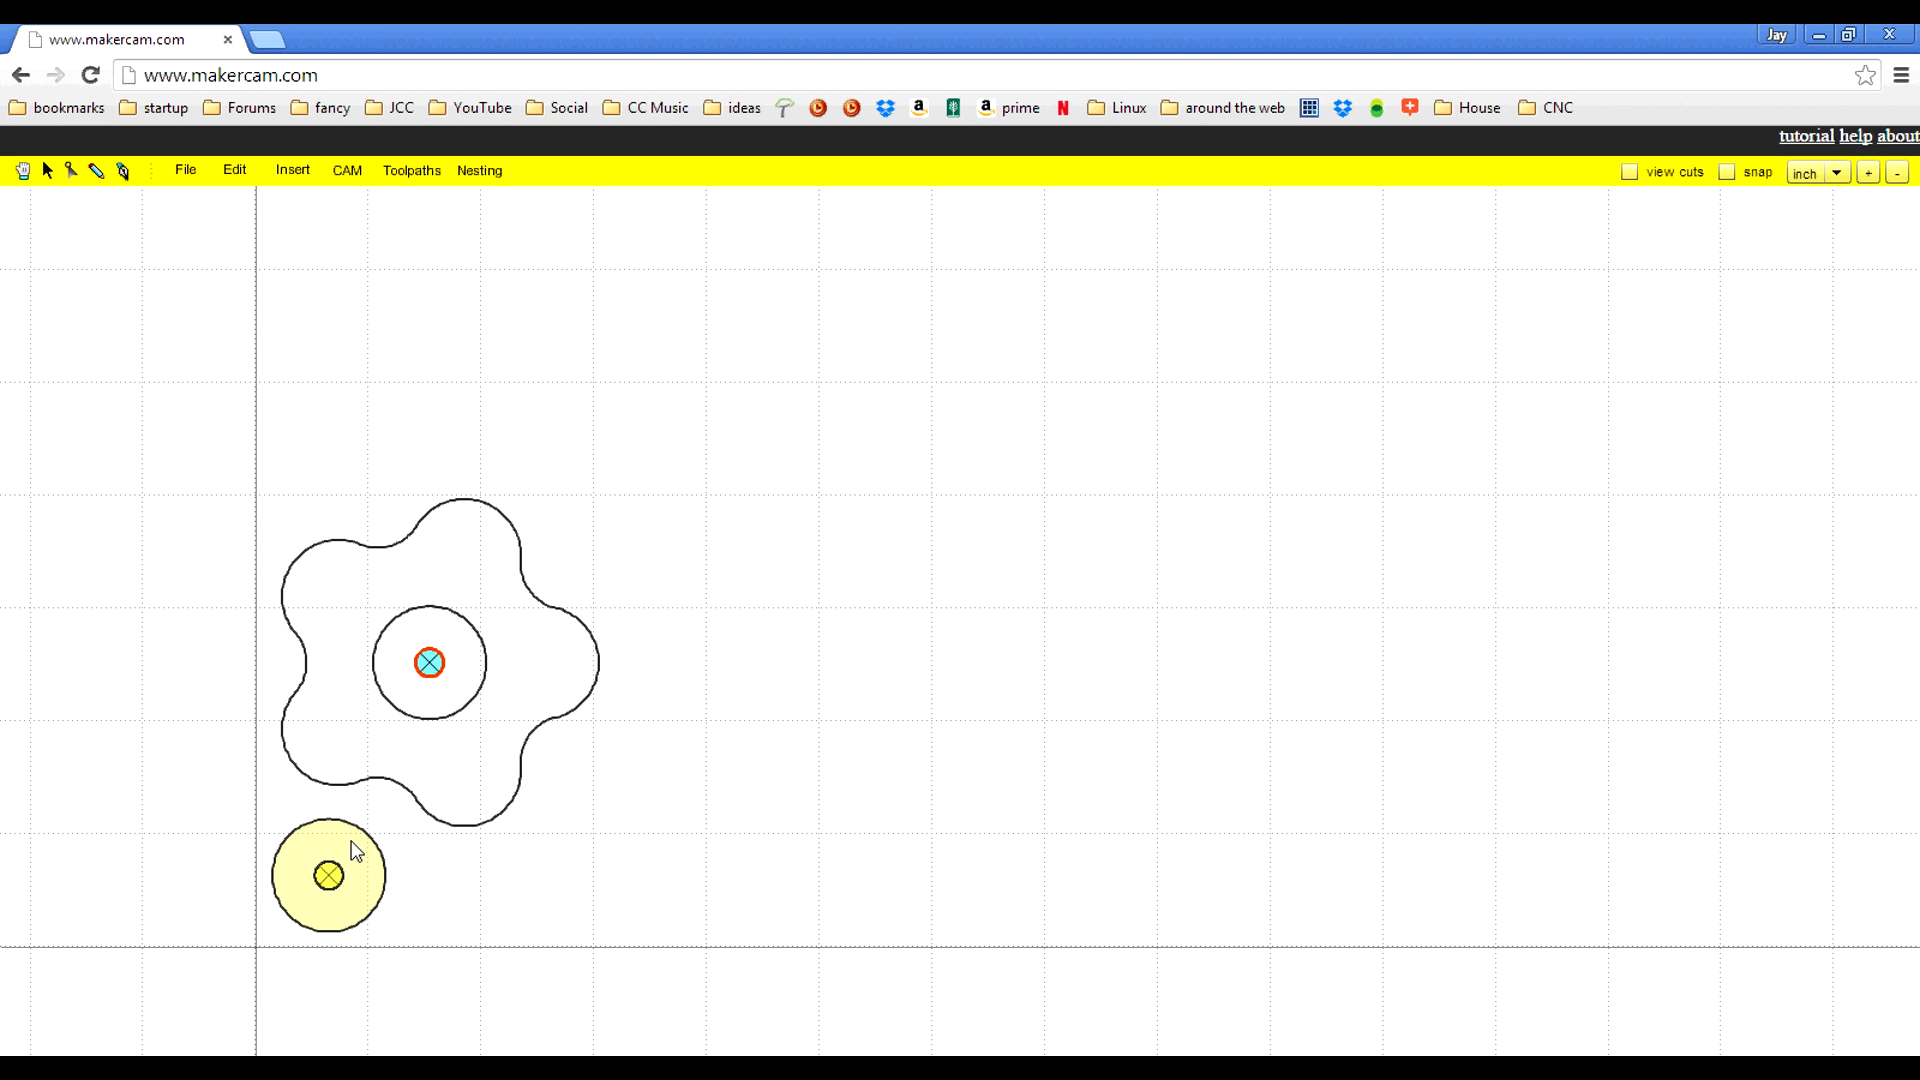 www.makercam.com
Jay
www.makercam.com
bookmarks startup Forums fancy JCC YouTube Social CC Music ideas a a prime N Linux around the web House CNC
tutorial help about
File Edit Insert CAM Toolpaths Nesting view cuts snap inch + -